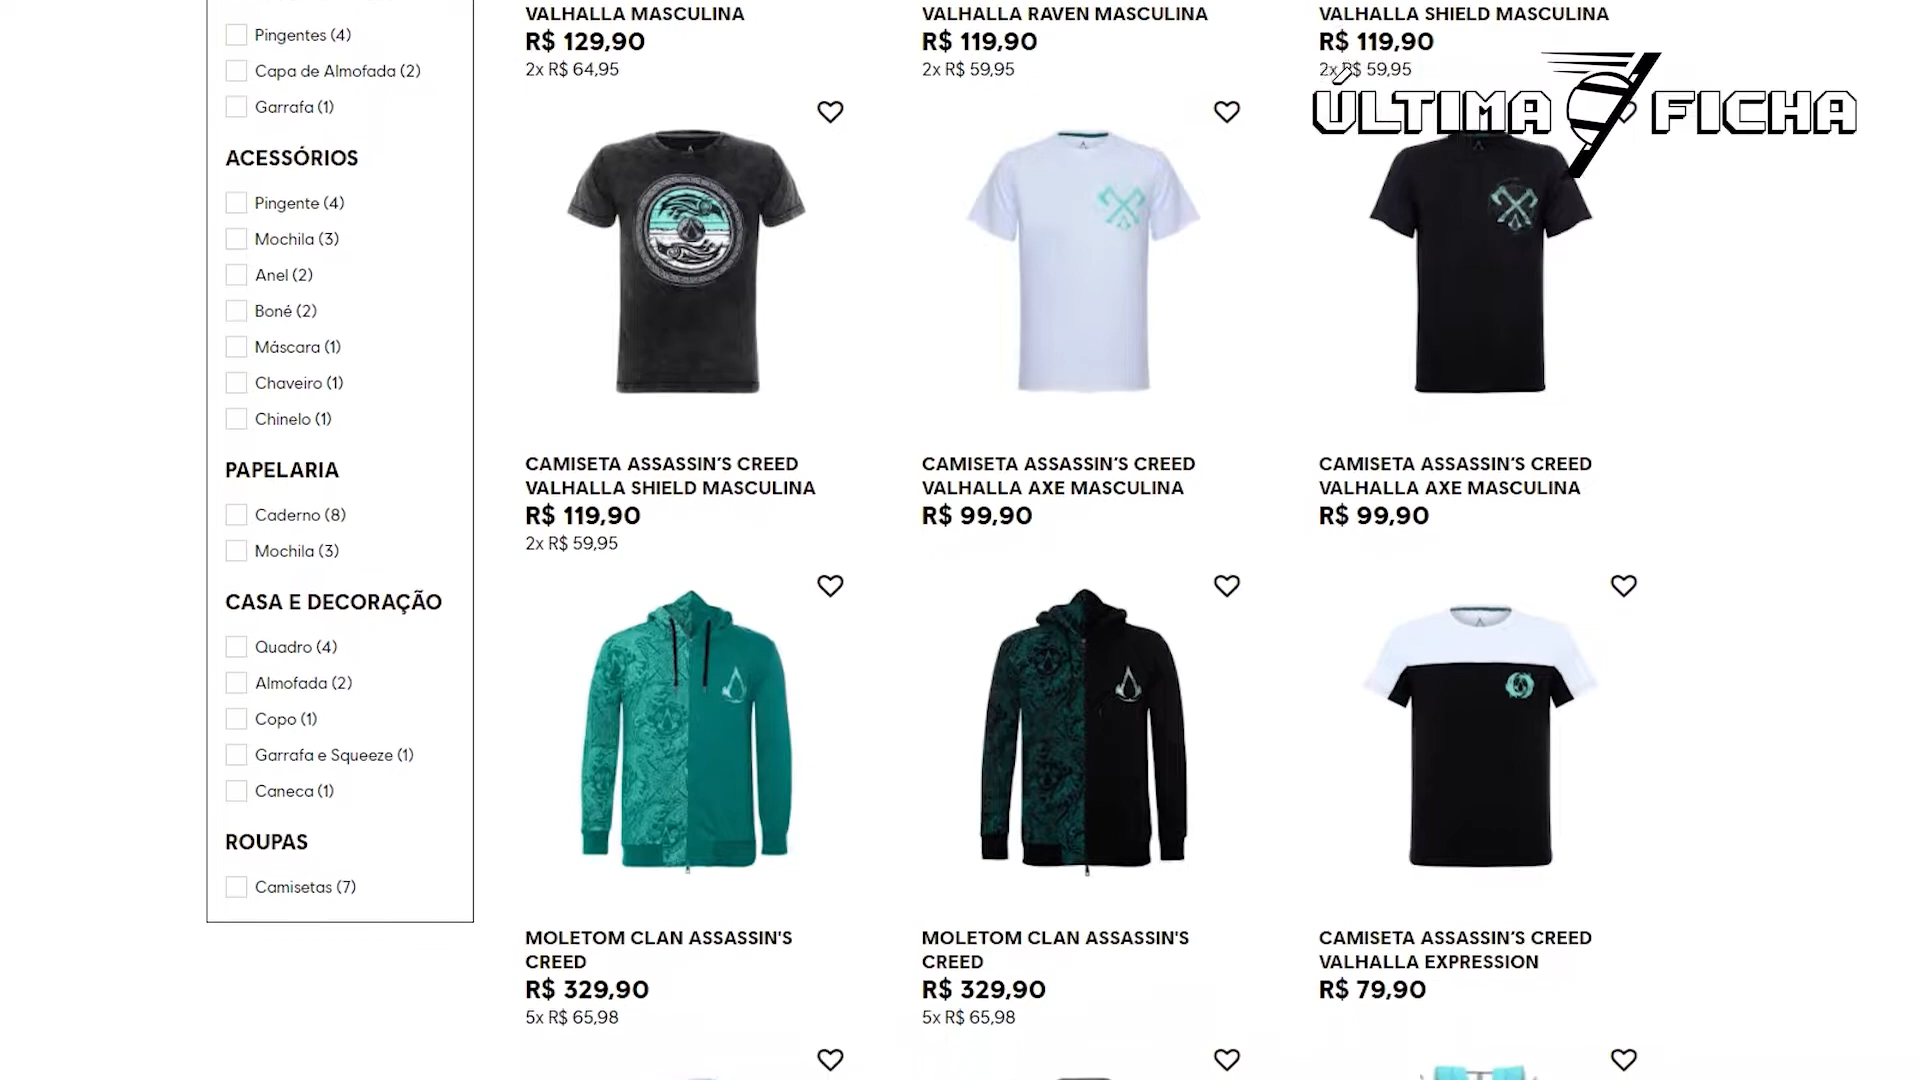 Pingentes (4)
Capa de Almofada (2)
Garrafa (1)
ACESSÓRIOS
Pingente (4)
Mochila (3)
Anel (2)
Boné (2)
Máscara (1)
Chaveiro (1)
Chinelo (1)
PAPELARIA
Caderno (8)
Mochila (3)
CASA E DECORAÇÃO
Quadro (4)
Almofada (2)
Copo (1)
Garrafa e Squeeze (1)
Caneca (1)
ROUPAS
Camisetas (7)
VALHALLA MASCULINA
R$ 129,90
2x R$ 64,95
VALHALLA RAVEN MASCULINA
R$ 119,90
2x R$ 59,95
VALHALLA SHIELD MASCULINA
R$ 119,90
2x R$ 59,95
ÚLTIMA FICHA
CAMISETA ASSASSIN’S CREED
VALHALLA SHIELD MASCULINA
R$ 119,90
2x R$ 59,95
CAMISETA ASSASSIN’S CREED
VALHALLA AXE MASCULINA
R$ 99,90
CAMISETA ASSASSIN’S CREED
VALHALLA AXE MASCULINA
R$ 99,90
MOLETOM CLAN ASSASSIN'S
CREED
R$ 329,90
5x R$ 65,98
MOLETOM CLAN ASSASSIN'S
CREED
R$ 329,90
5x R$ 65,98
CAMISETA ASSASSIN’S CREED
VALHALLA EXPRESSION
R$ 79,90